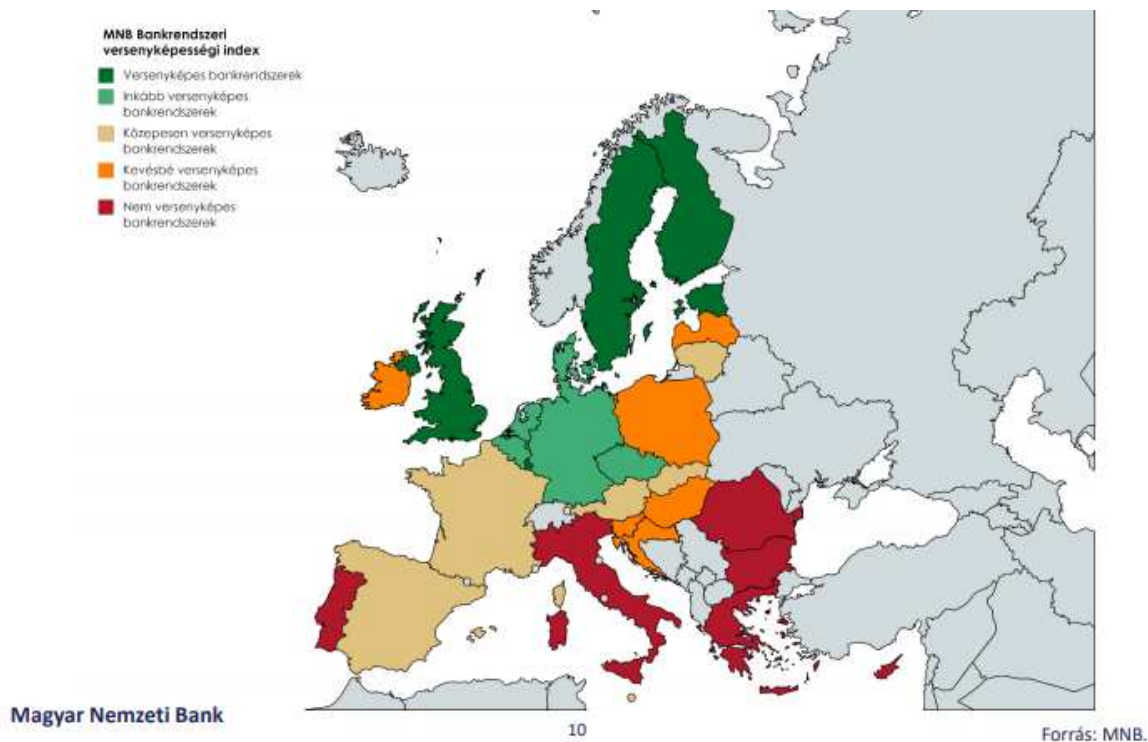 MNB Bankrendszeri
versenyképességi index
Versenyképes bankrendszerek
Inkább versenyképes
bankrendszerek
Közepesen versenyképes
bankrendszerek
Kevésbé versenyképes
bankrendszerek
Nem versenyképes
bankrendszerek
Magyar Nemzeti Bank
10
Forrás: MNB